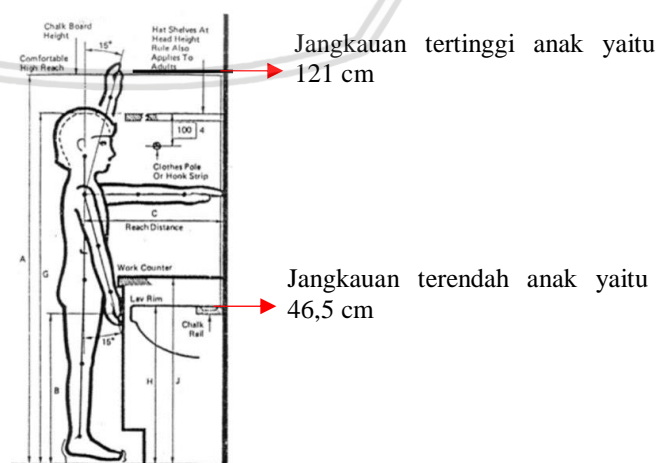 Chalk Board
Height
15°
Hat Shelves At
Head Height
Rule Also
Applies To
Adults
Comfortable
High Reach
Jangkauan tertinggi anak yaitu
121 cm
100
4
Clothes Pole
Or Honk Strip
C
Reach Distance
A
G
Work Counter
Lav Rim
Jangkauan terendah anak yaitu
46,5 cm
Chalk
Rail
15°
B
H
J